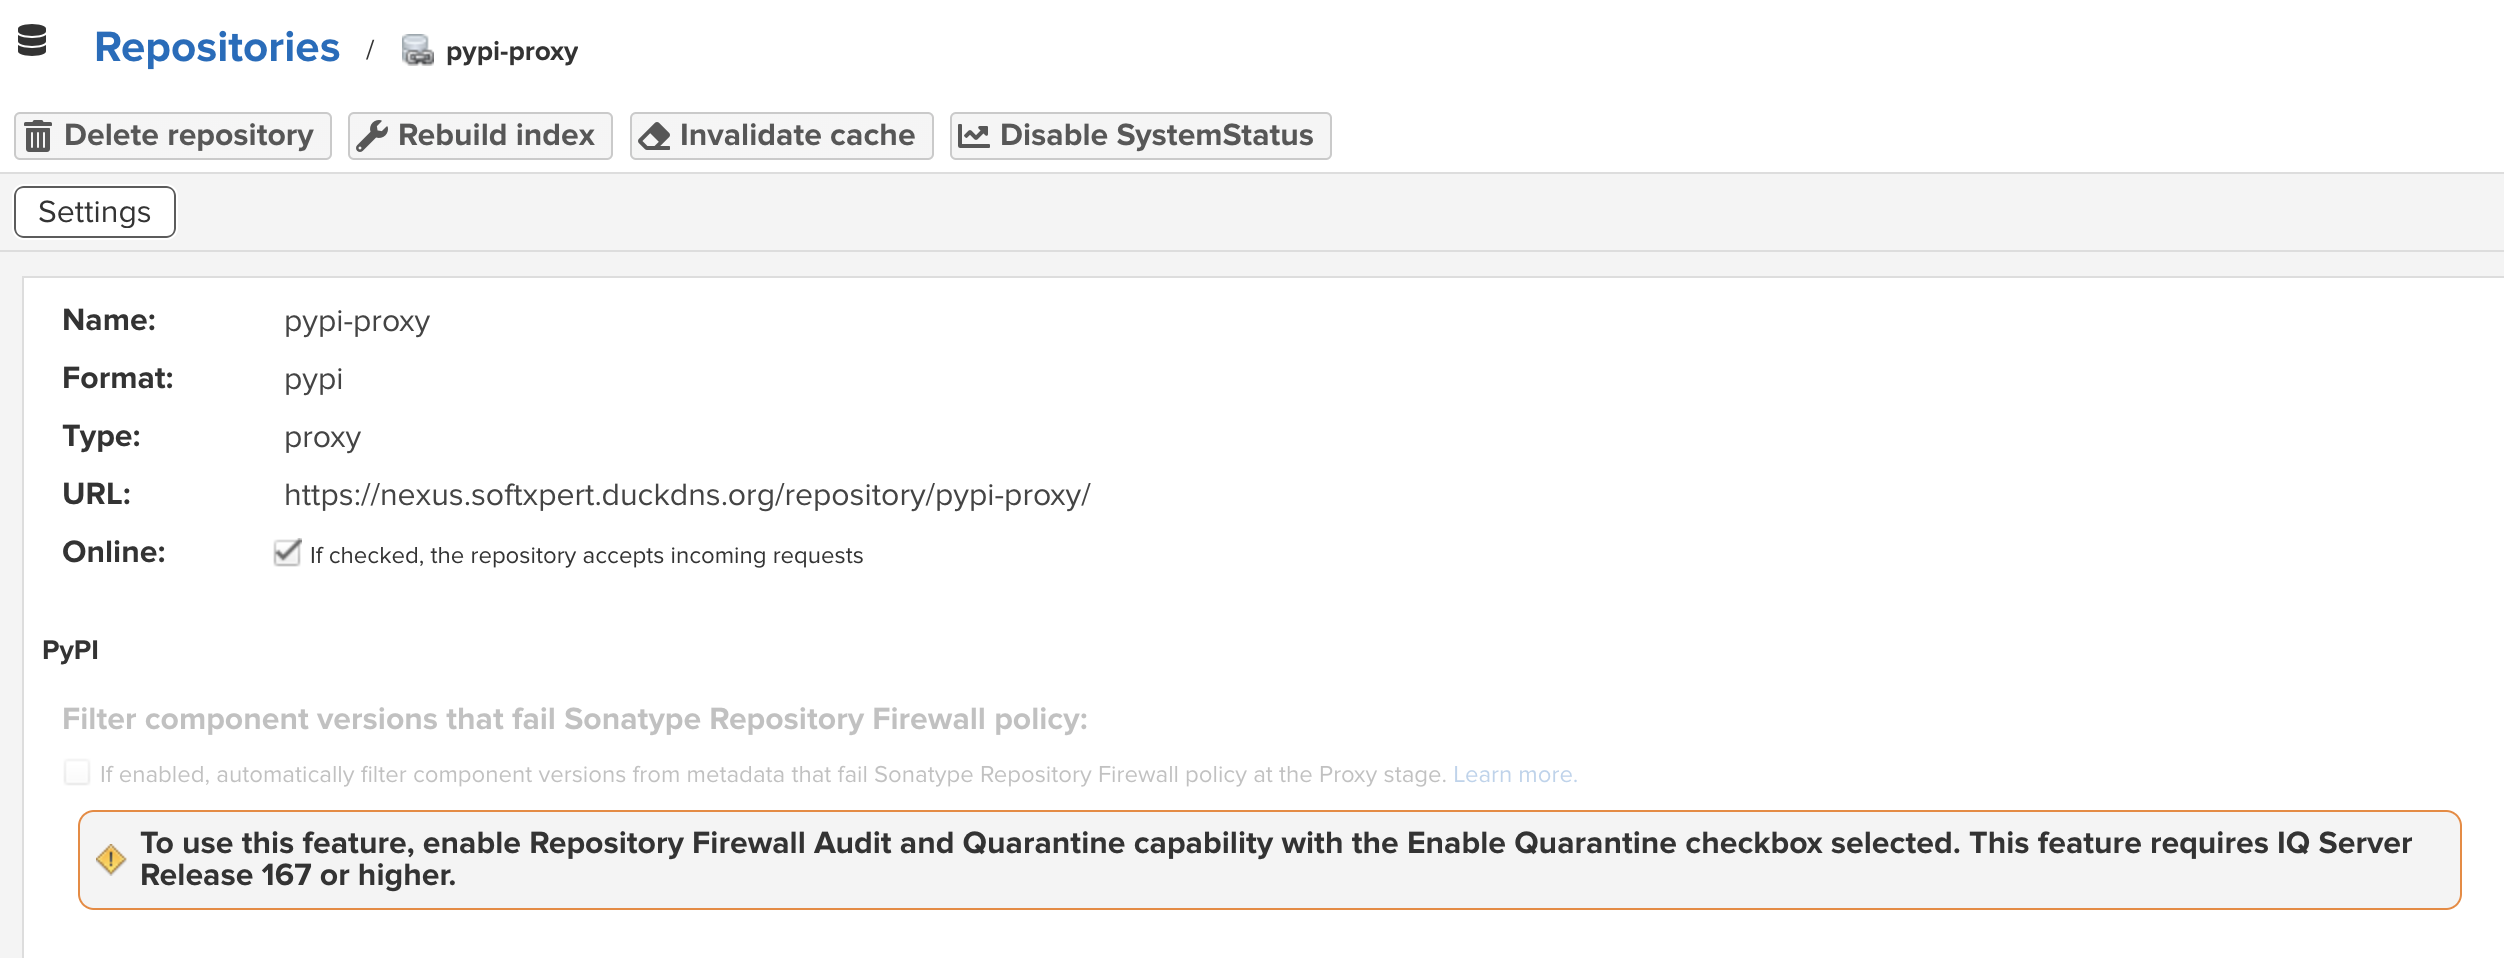 Repositories / pypi-proxy
Delete repository Rebuild index Invalidate cache Disable SystemStatus
Settings
Name: pypi-proxy
Format: pypi
Type: proxy
URL: https://nexus.softxpert.duckdns.org/repository/pypi-proxy/
Online: If checked, the repository accepts incoming requests
PyPI
Filter component versions that fail Sonatype Repository Firewall policy:
If enabled, automatically filter component versions from metadata that fail Sonatype Repository Firewall policy at the Proxy stage. Learn more.
To use this feature, enable Repository Firewall Audit and Quarantine capability with the Enable Quarantine checkbox selected. This feature requires IQ Server
Release 167 or higher.